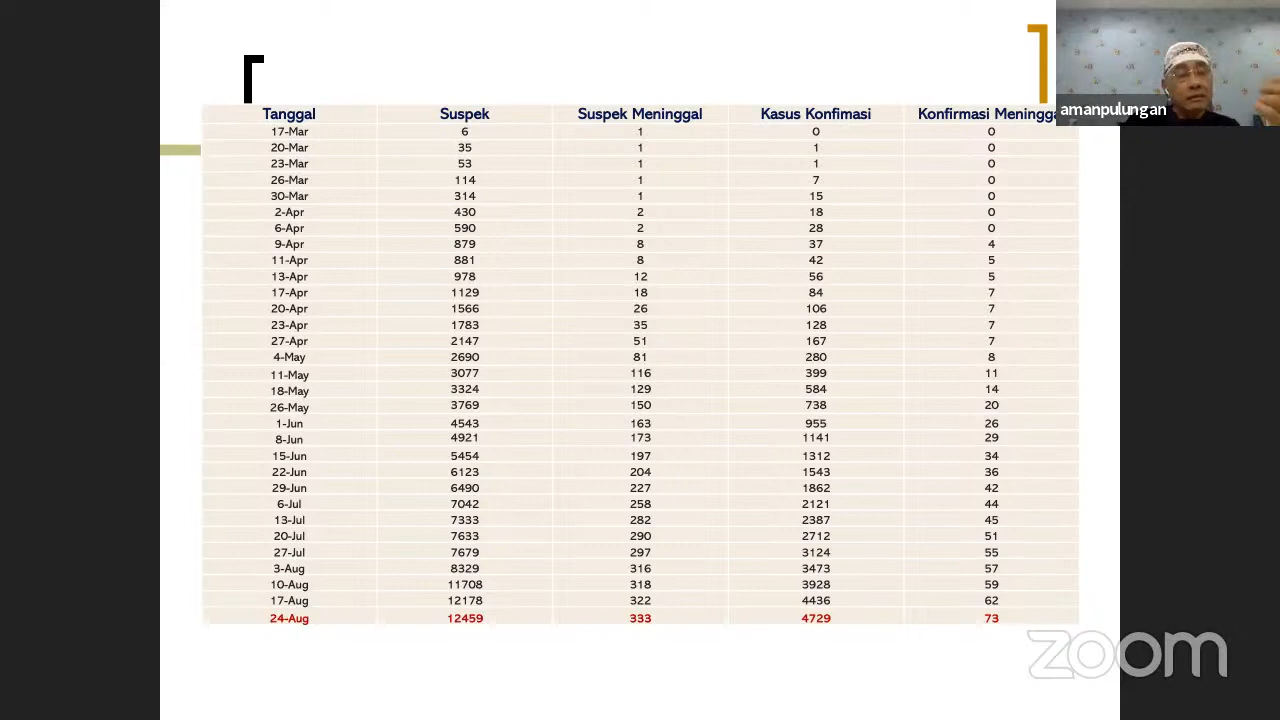 Tanggal Suspek Suspek Meninggal Kasus Konfimasi Konfirmasi
17-Mar 6 1 0 0
20-Mar 35 1 1 0
23-Mar 53 1 1 0
26-Mar 114 1 7 0
30-Mar 314 1 15 0
2-Apr 430 2 18 0
6-Apr 590 2 28 0
9-Apr 879 8 37 4
11-Apr 881 8 42 5
13-Apr 978 12 56 5
17-Apr 1129 18 84 7
20-Apr 1566 26 106 7
23-Apr 1783 35 128 7
27-Apr 2147 51 167 7
4-May 2690 81 280 8
11-May 3077 116 399 11
18-May 3324 129 584 14
26-May 3769 150 738 20
1-Jun 4543 163 955 26
8-Jun 4921 173 1141 29
15-Jun 5454 197 1312 34
22-Jun 6123 204 1543 36
29-Jun 6490 227 1862 42
6-Jul 7042 258 2121 44
13-Jul 7333 282 2387 45
20-Jul 7633 290 2712 51
27-Jul 7679 297 3124 55
3-Aug 8329 316 3473 57
10-Aug 11708 318 3928 59
17-Aug 12178 322 4436 62
24-Aug 12459 333 4729 73
amanpulungan
zoom